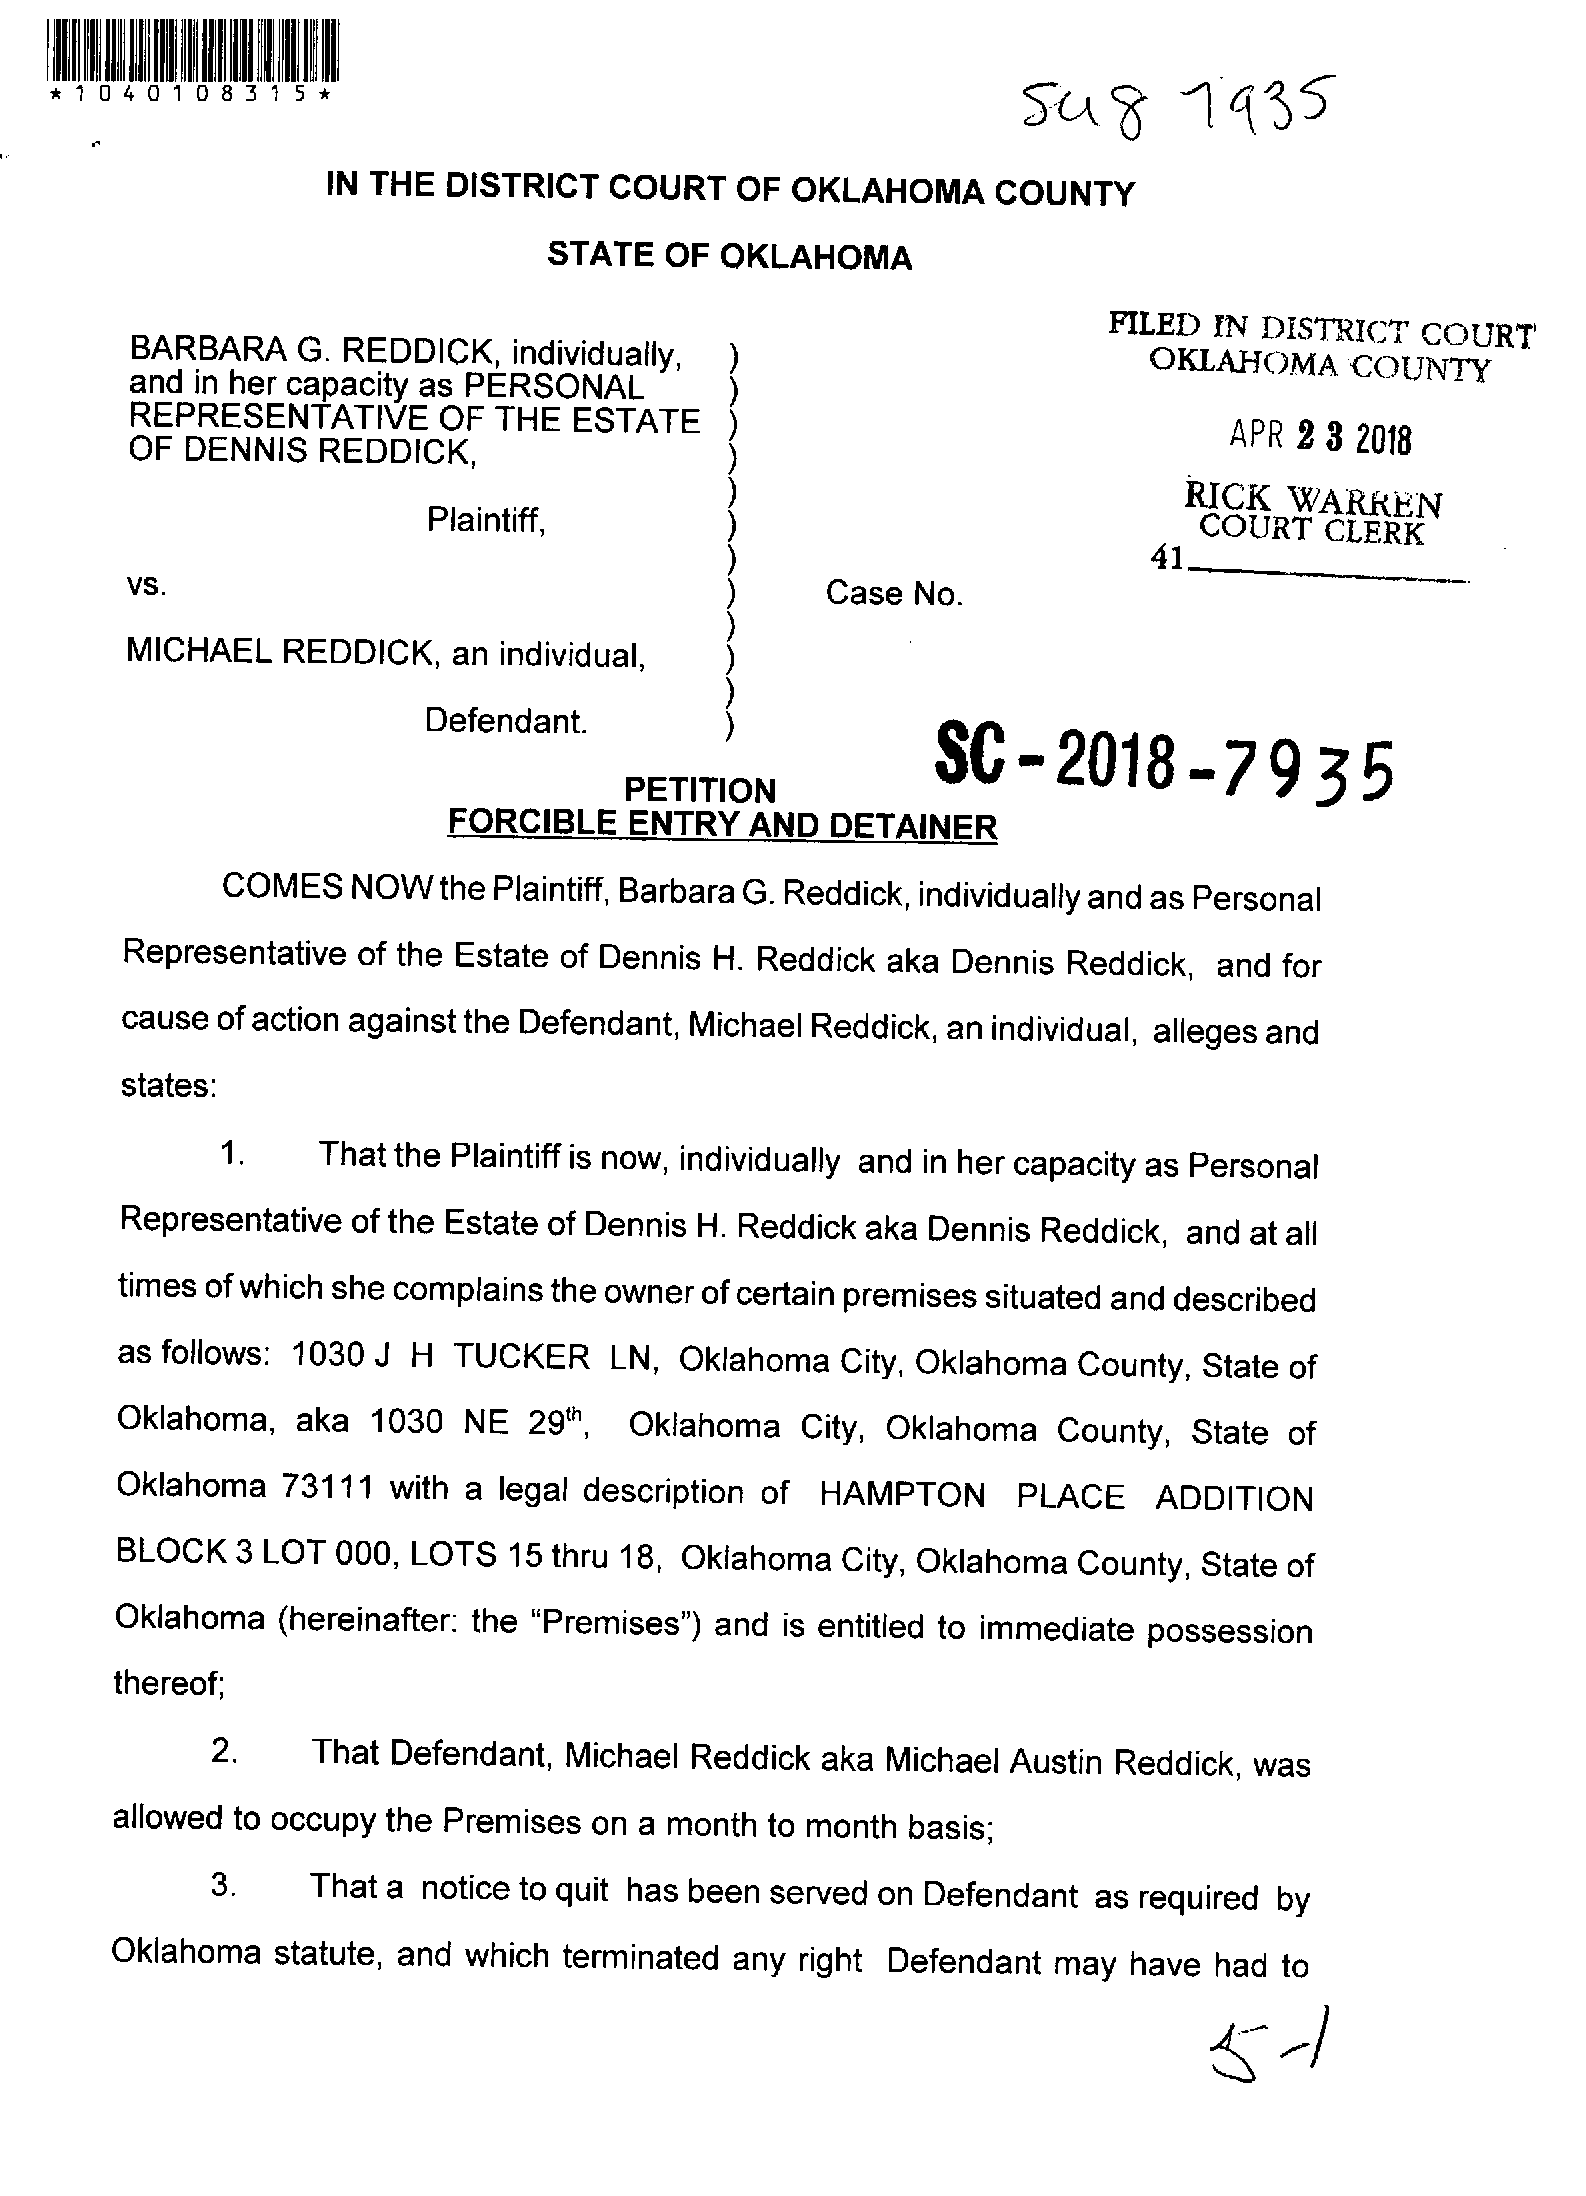 *1040108315*
7935
IN THE DISTRICT COURT OF OKLAHOMA COUNTY
STATE OF OKLAHOMA
FILED IN DISTRICT COURT
OKLAHOMA COUNTY
APR 23 2018
RICK WARREN
COURT CLERK
41
BARBARA G. REDDICK, individually, )
and in her capacity as PERSONAL )
REPRESENTATIVE OF THE ESTATE )
OF DENNIS REDDICK, )
)
Plaintiff, )
)
vs. ) Case No.
)
MICHAEL REDDICK, an individual, )
)
Defendant. )
SC-2018-7935
PETITION
FORCIBLE ENTRY AND DETAINER
COMES NOW the Plaintiff, Barbara G. Reddick, individually and as Personal
Representative of the Estate of Dennis H. Reddick aka Dennis Reddick, and for
cause of action against the Defendant, Michael Reddick, an individual, alleges and
states:
1. That the Plaintiff is now, individually and in her capacity as Personal
Representative of the Estate of Dennis H. Reddick aka Dennis Reddick, and at all
times of which she complains the owner of certain premises situated and described
as follows: 1030 J H TUCKER LN, Oklahoma City, Oklahoma County, State of
Oklahoma, aka 1030 NE 29th, Oklahoma City, Oklahoma County, State of
Oklahoma 73111 with a legal description of HAMPTON PLACE ADDITION
BLOCK 3 LOT 000, LOTS 15 thru 18, Oklahoma City, Oklahoma County, State of
Oklahoma (hereinafter: the “Premises”) and is entitled to immediate possession
thereof;
2. That Defendant, Michael Reddick aka Michael Austin Reddick, was
allowed to occupy the Premises on a month to month basis;
3. That a notice to quit has been served on Defendant as required by
Oklahoma statute, and which terminated any right Defendant may have had to
5-1